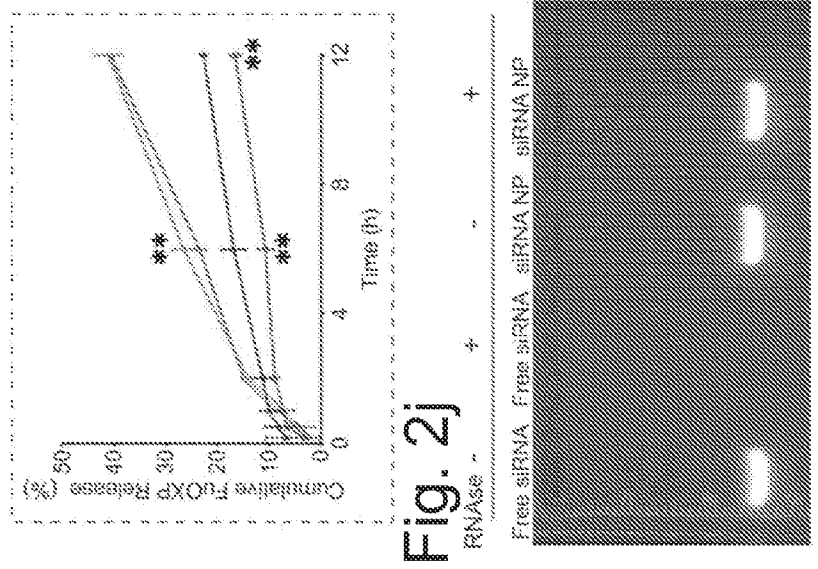 50
40
30
20
10
0
Cumulative FuOXP Release (%)
**
**
**
0 4 8 12
Time (h)
Fig. 2j
RNAse - + - +
Free siRNA Free siRNA siRNA NP siRNA NP